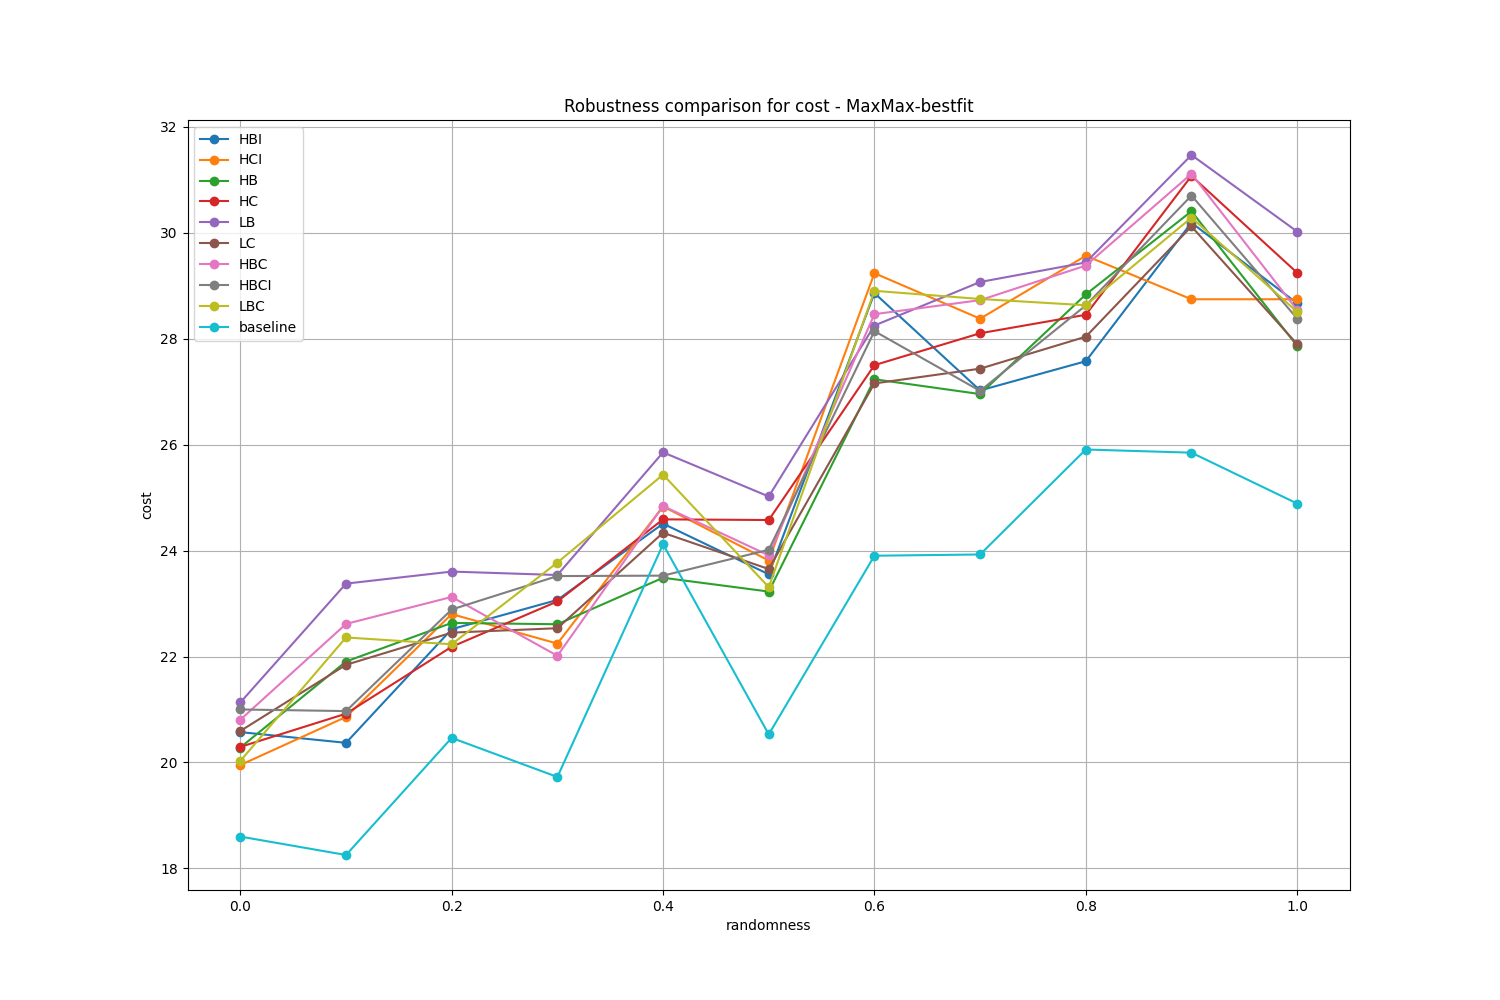 Robustness comparison for cost - MaxMax-bestfit
32
30
28
26
24
22
20
18
cost
HBI
HCI
HB
HC
LB
LC
HBC
HBCI
LBC
baseline
0.0 0.2 0.4 0.6 0.8 1.0
randomness